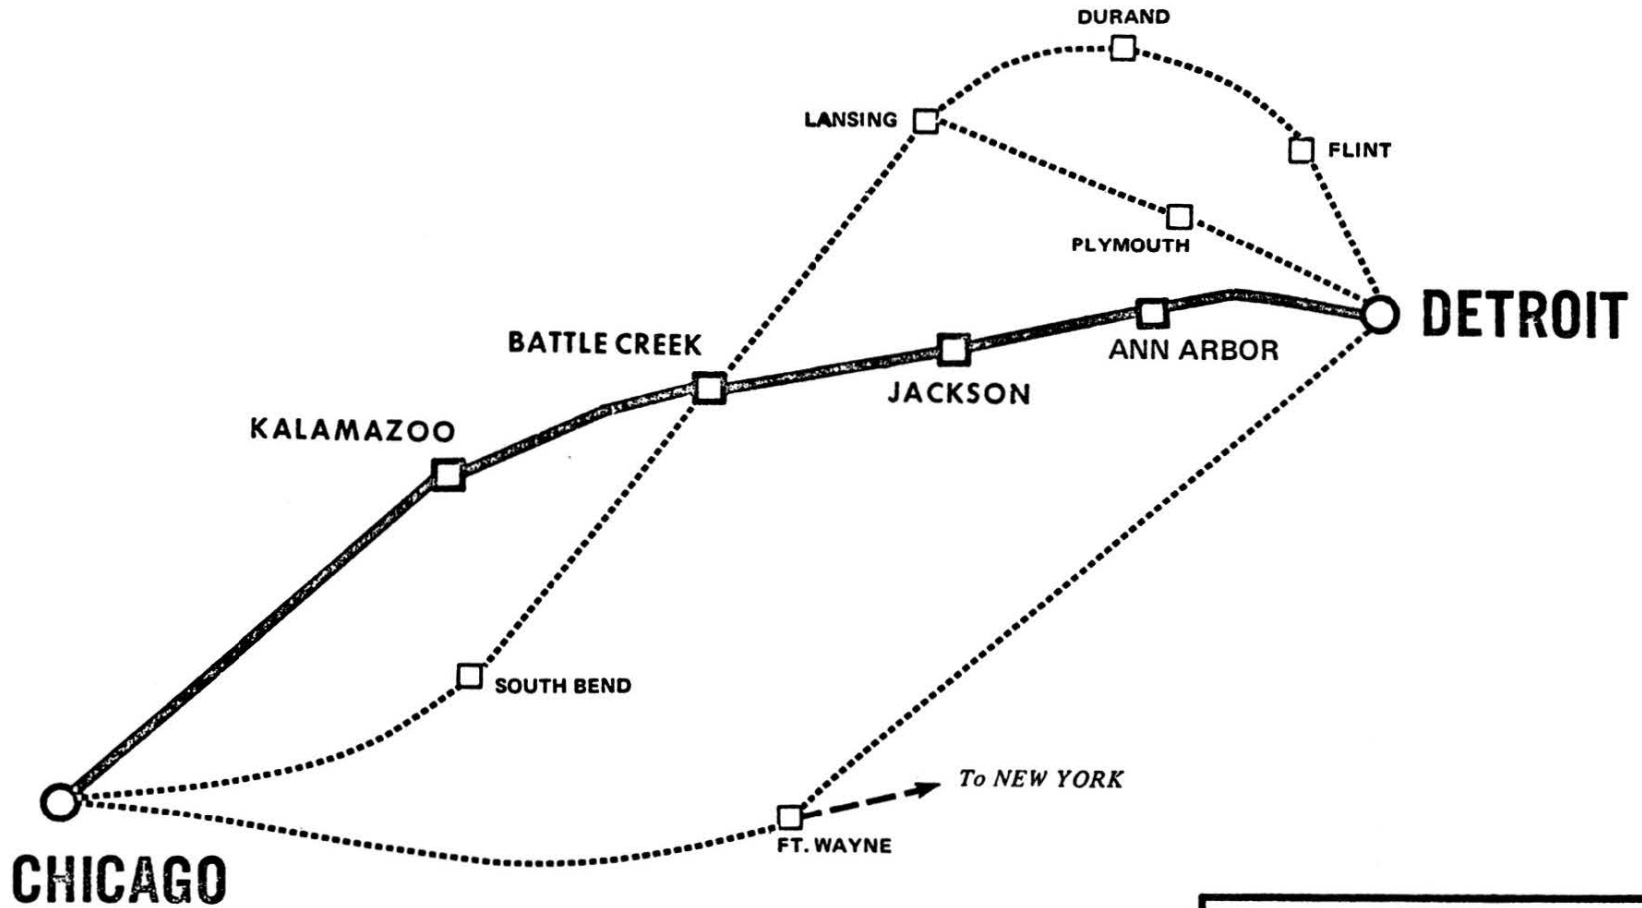 DURAND
LANSING
FLINT
PLYMOUTH
DETROIT
BATTLE CREEK
ANN ARBOR
JACKSON
KALAMAZOO
SOUTH BEND
To NEW YORK
FT. WAYNE
CHICAGO